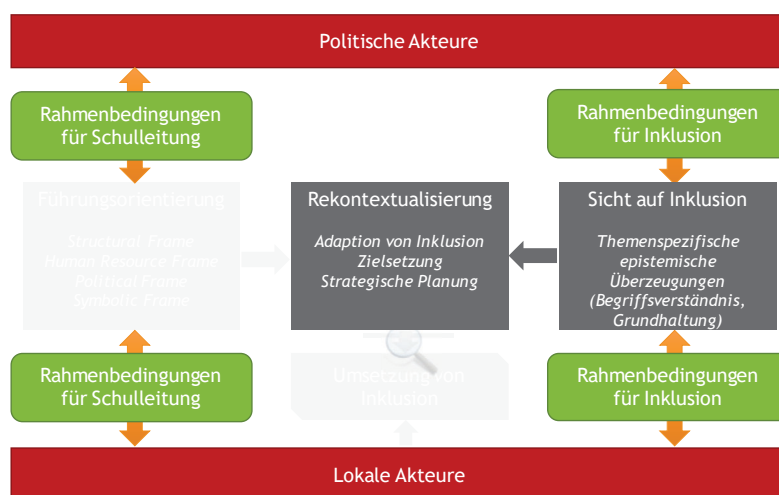 Politische Akteure
Rahmenbedingungen
für Schulleitung
Rahmenbedingungen
für Inklusion
Führungsorientierung
Structural Frame
Human Resource Frame
Political Frame
Symbolic Frame
Rekontextualisierung
Adaption von Inklusion
Zielsetzung
Strategische Planung
Sicht auf Inklusion
Themenspezifische
epistemische
Überzeugungen
(Begriffsverständnis,
Grundhaltung)
Rahmenbedingungen
für Schulleitung
Umsetzung von
Inklusion
Rahmenbedingungen
für Inklusion
Lokale Akteure